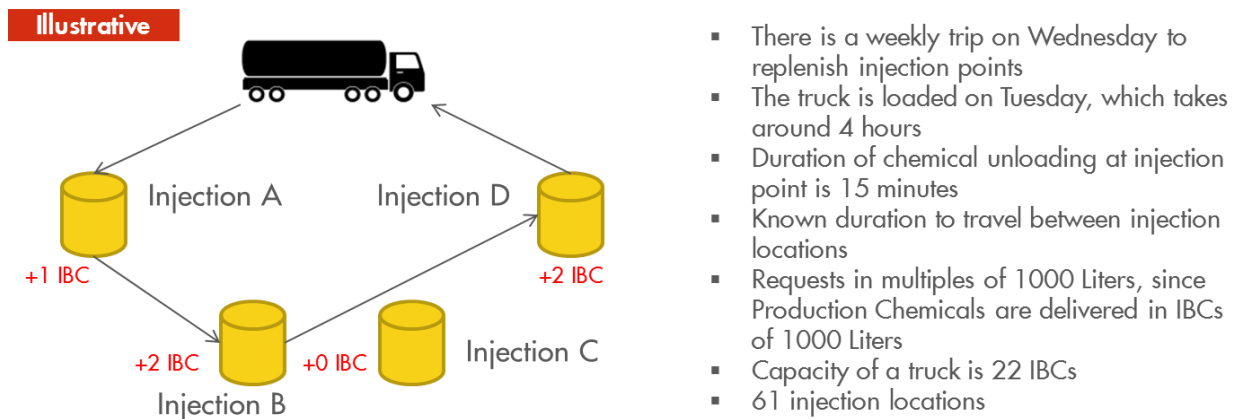 Illustrative
Injection A
Injection D
+1 IBC
+2 IBC
+2 IBC
+0 IBC
Injection C
Injection B
▪ There is a weekly trip on Wednesday to
replenish injection points
▪ The truck is loaded on Tuesday, which takes
around 4 hours
▪ Duration of chemical unloading at injection
point is 15 minutes
▪ Known duration to travel between injection
locations
▪ Requests in multiples of 1000 Liters, since
Production Chemicals are delivered in IBCs
of 1000 Liters
▪ Capacity of a truck is 22 IBCs
▪ 61 injection locations